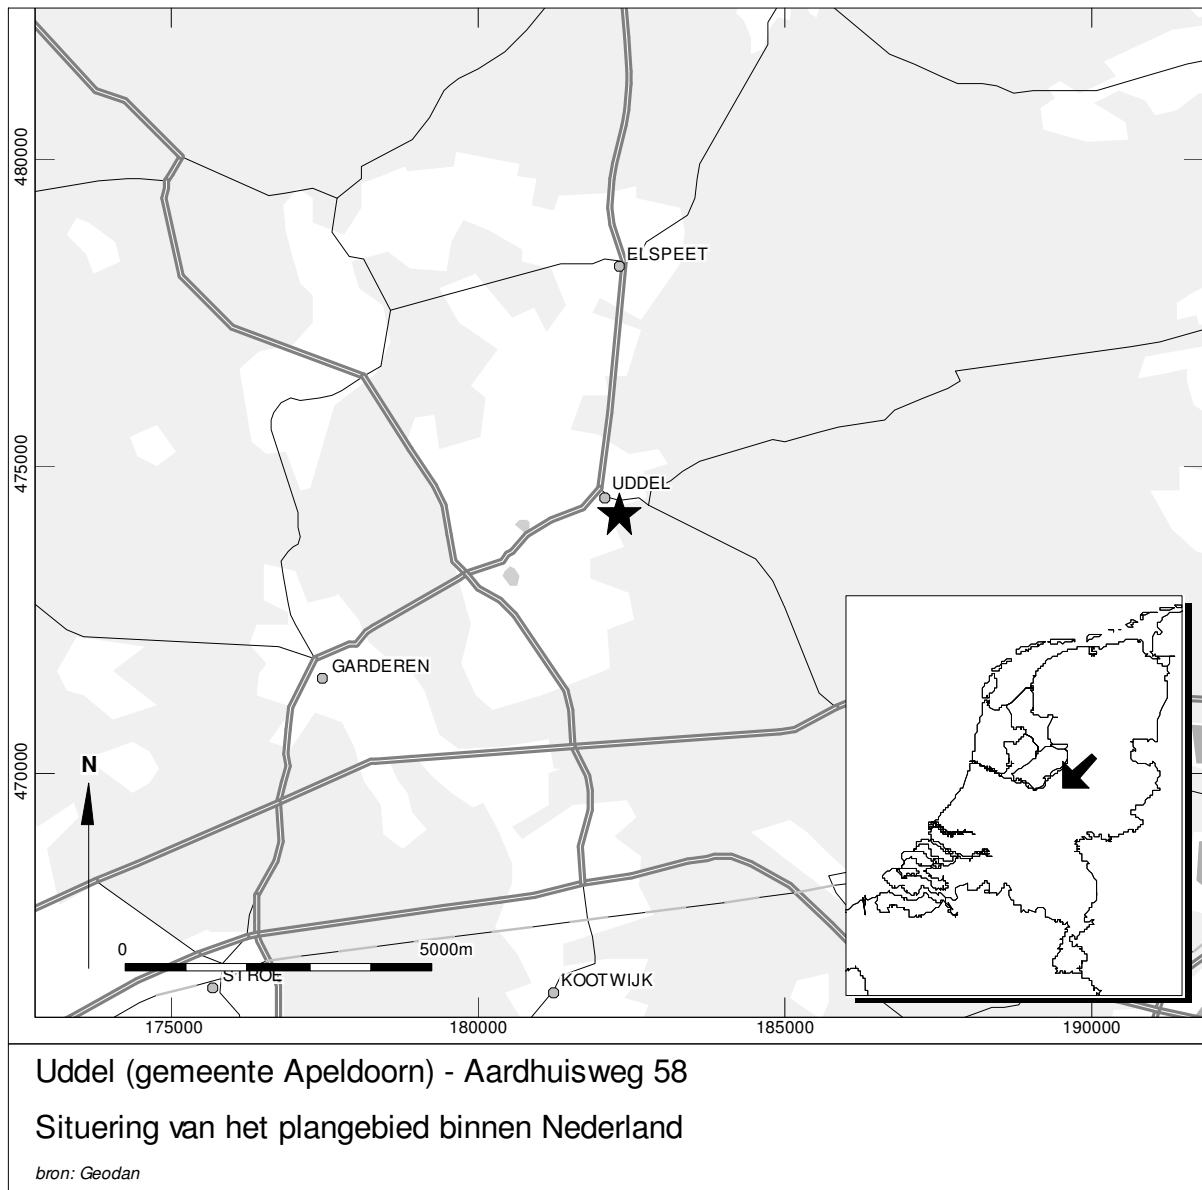 480000
ELSPEET
475000
UDDEL
GARDEREN
470000
N
0
5000m
STROE
KOOTWIJK
175000
180000
185000
190000
Uddel (gemeente Apeldoorn) - Aardhuisweg 58
Situering van het plangebied binnen Nederland
bron: Geodan